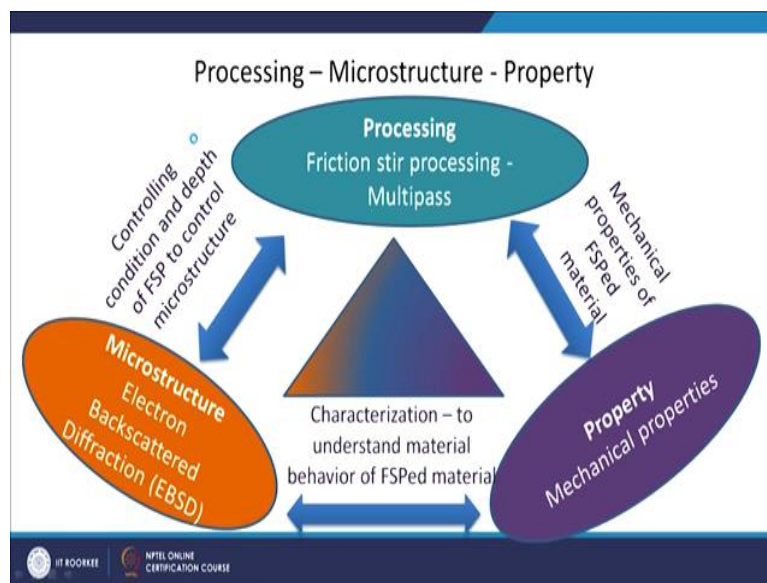 Processing – Microstructure - Property
Processing
Friction stir processing -
Multipass
Controlling
condition and depth
of FSP to control
microstructure
Mechanical
properties of
FSPed
material
Microstructure
Electron
Backscattered
Diffraction (EBSD)
Characterization – to
understand material
behavior of FSPed material
Property
Mechanical properties
IIT ROORKEE
NPTEL ONLINE
CERTIFICATION COURSE